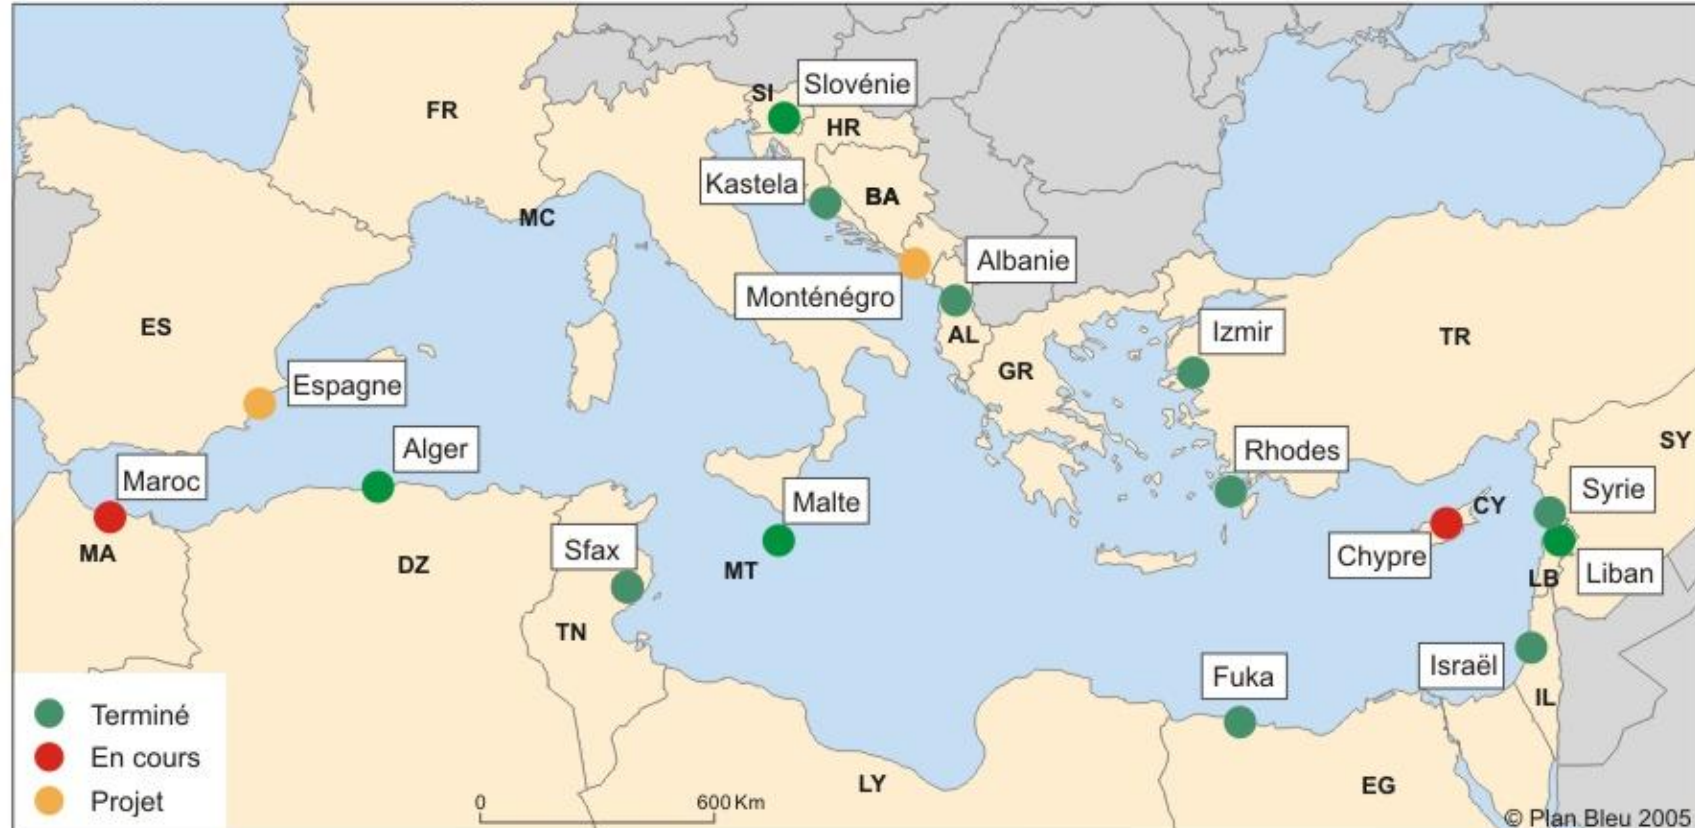 Slovénie
SI
FR
HR
Kastela
BA
MC
Albanie
Monténégro
ES
AL
Izmir
TR
GR
Espagne
Alger
Rhodes
SY
Maroc
Malte
Syrie
CY
Sfax
MA
Chypre
DZ
MT
LB
Liban
TN
Israël
Fuka
IL
Terminé
En cours
Projet
0
600 Km
LY
EG
© Plan Bleu 2005